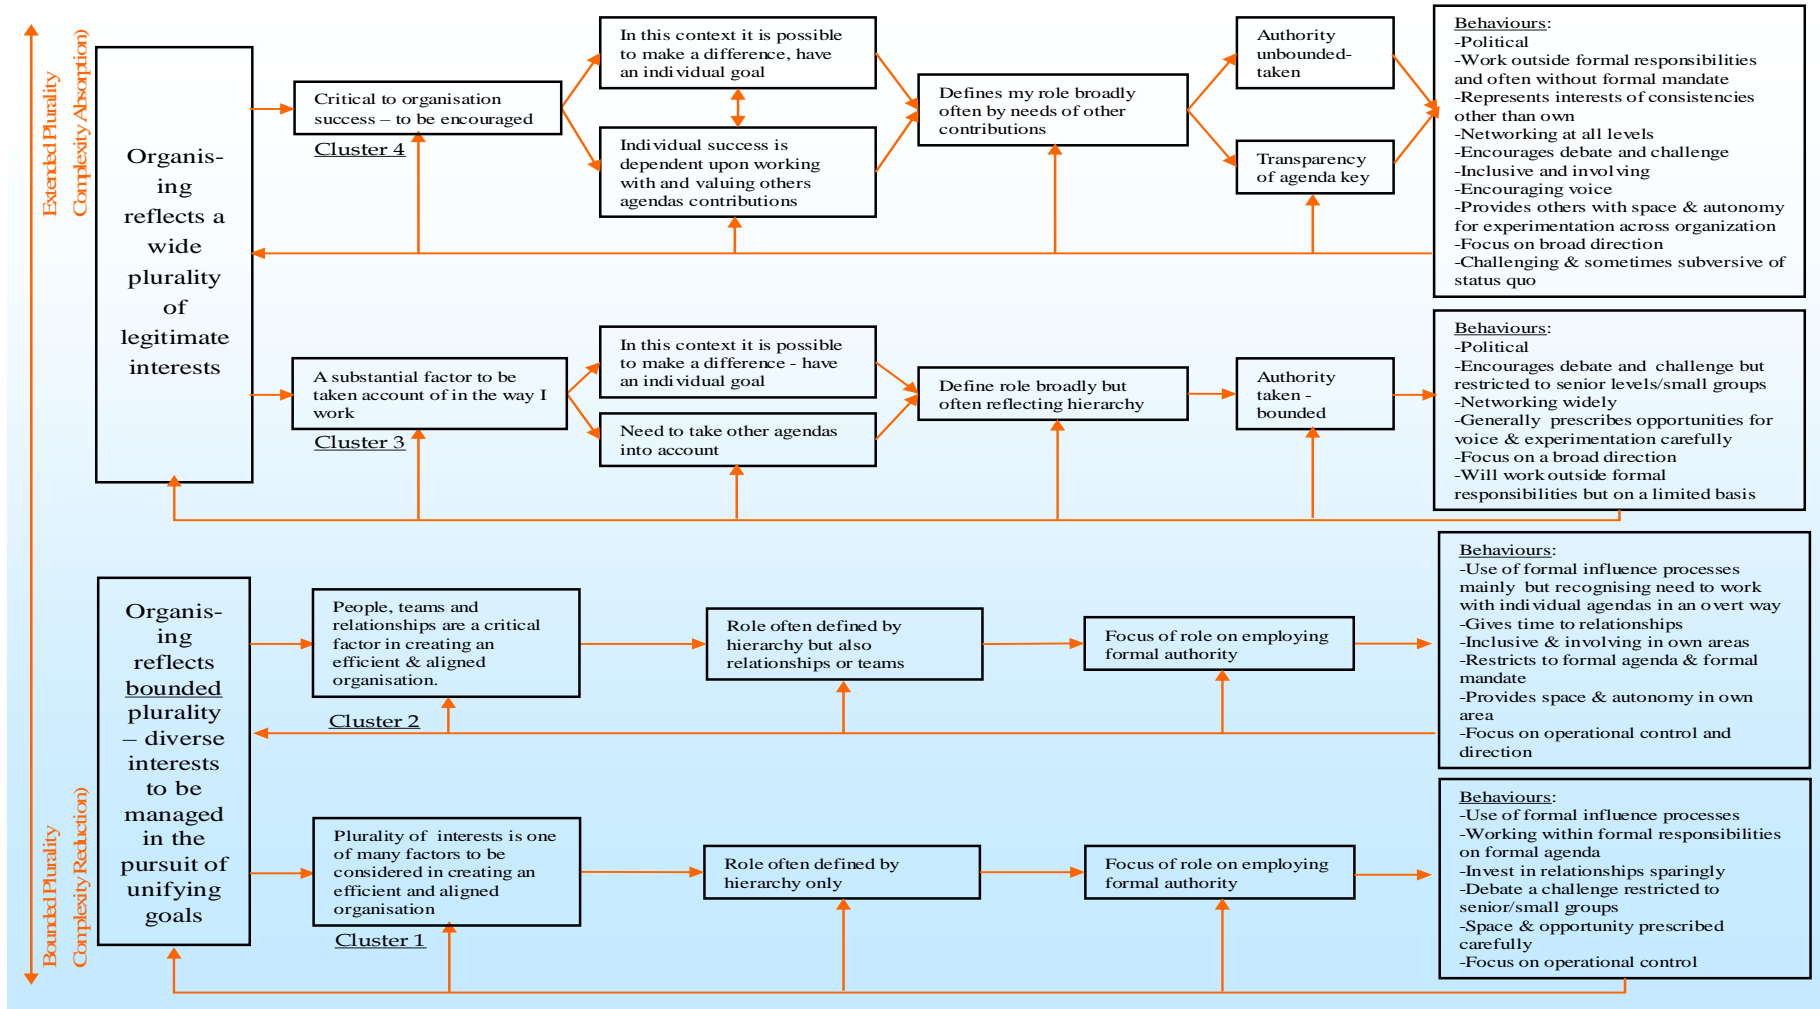 Extended Plurality
Complexity Absorption)
Bounded Plurality
Complexity Reduction)
Organis-
ing
reflects a
wide
plurality
of
legitimate
interests
Critical to organisation
success – to be encouraged
Cluster 4
In this context it is possible
to make a difference, have
an individual goal
Individual success is
dependent upon working
with and valuing others
agendas contributions
Defines my role broadly
often by needs of other
contributions
Authority
unbounded-
taken
Transparency
of agenda key
Behaviours:
-Political
-Work outside formal responsibilities
and often without formal mandate
-Represents interests of consistencies
other than own
-Networking at all levels
-Encourages debate and challenge
-Inclusive and involving
-Encouraging voice
-Provides others with space & autonomy
for experimentation across organization
-Focus on broad direction
-Challenging & sometimes subversive of
status quo
A substantial factor to be
taken account of in the way I
work
Cluster 3
In this context it is possible
to make a difference - have
an individual goal
Need to take other agendas
into account
Define role broadly but
often reflecting hierarchy
Authority
taken -
bounded
Behaviours:
-Political
-Encourages debate and challenge but
restricted to senior levels/small groups
-Networking widely
-Generally prescribes opportunities for
voice & experimentation carefully
-Focus on a broad direction
-Will work outside formal
responsibilities but on a limited basis
Organis-
ing
reflects
bounded
plurality
– diverse
interests
to be
managed
in the
pursuit of
unifying
goals
People, teams and
relationships are a critical
factor in creating an
efficient & aligned
organisation.
Cluster 2
Role often defined by
hierarchy but also
relationships or teams
Focus of role on employing
formal authority
Behaviours:
-Use of formal influence processes
mainly but recognising need to work
with individual agendas in an overt way
-Gives time to relationships
-Inclusive & involving in own areas
-Restricts to formal agenda & formal
mandate
-Provides space & autonomy in own
area
-Focus on operational control and
direction
Plurality of interests is one
of many factors to be
considered in creating an
efficient and aligned
organisation
Cluster 1
Role often defined by
hierarchy only
Focus of role on employing
formal authority
Behaviours:
-Use of formal influence processes
-Working within formal responsibilities
on formal agenda
-Invest in relationships sparingly
-Debate a challenge restricted to
senior/small groups
-Space & opportunity prescribed
carefully
-Focus on operational control